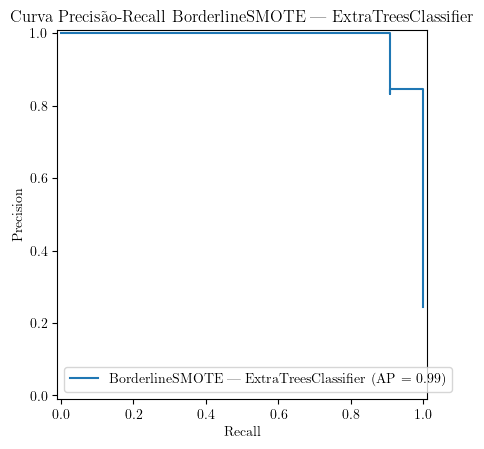 Curva Precisão-Recall BorderlineSMOTE — ExtraTreesClassifier
1.0
0.8
0.6
0.4
0.2
0.0
Precision
BorderlineSMOTE — ExtraTreesClassifier (AP = 0.99)
0.0 0.2 0.4 0.6 0.8 1.0
Recall